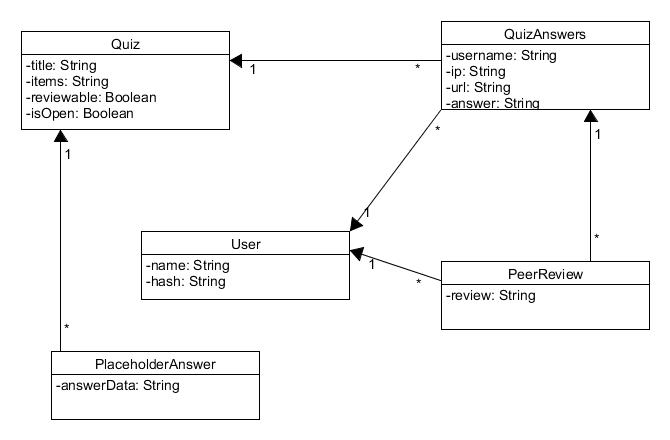 Quiz
-title: String
-items: String
-reviewable: Boolean
-isOpen: Boolean
QuizAnswers
-username: String
-ip: String
-url: String
-answer: String
1
*
1
*
1
*
1
*
User
-name: String
-hash: String
1
*
PeerReview
-review: String
PlaceholderAnswer
-answerData: String